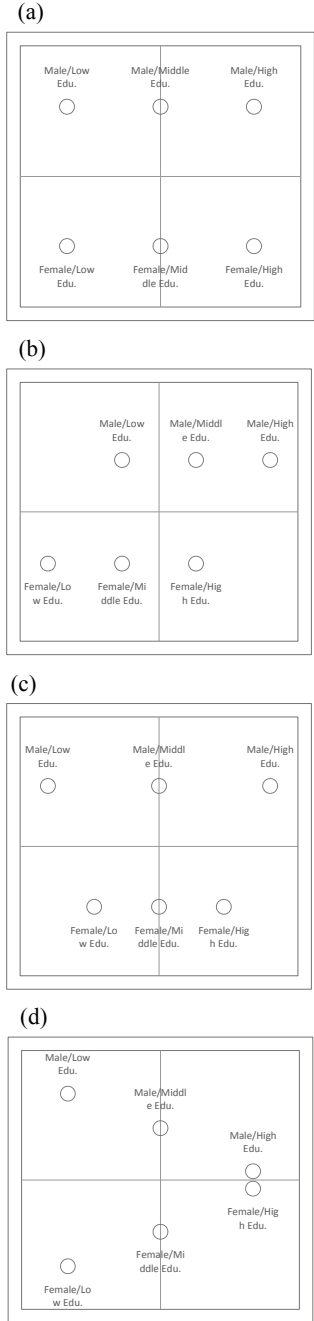 (a)
Male/Low Male/Middle Male/High
Edu. Edu. Edu.
Female/Low Female/Mid Female/High
Edu. dle Edu. Edu.
(b)
Male/Low Male/Middl Male/High
Edu. e Edu. Edu.
Female/Lo Female/Mi Female/Hig
w Edu. ddle Edu. h Edu.
(c)
Male/Low Male/Middl Male/High
Edu. e Edu. Edu.
Female/Lo Female/Mi Female/Hig
w Edu. ddle Edu. h Edu.
(d)
Male/Low
Edu.
Male/Middl
e Edu.
Male/High
Edu.
Female/Hig
h Edu.
Female/Mi
ddle Edu.
Female/Lo
w Edu.